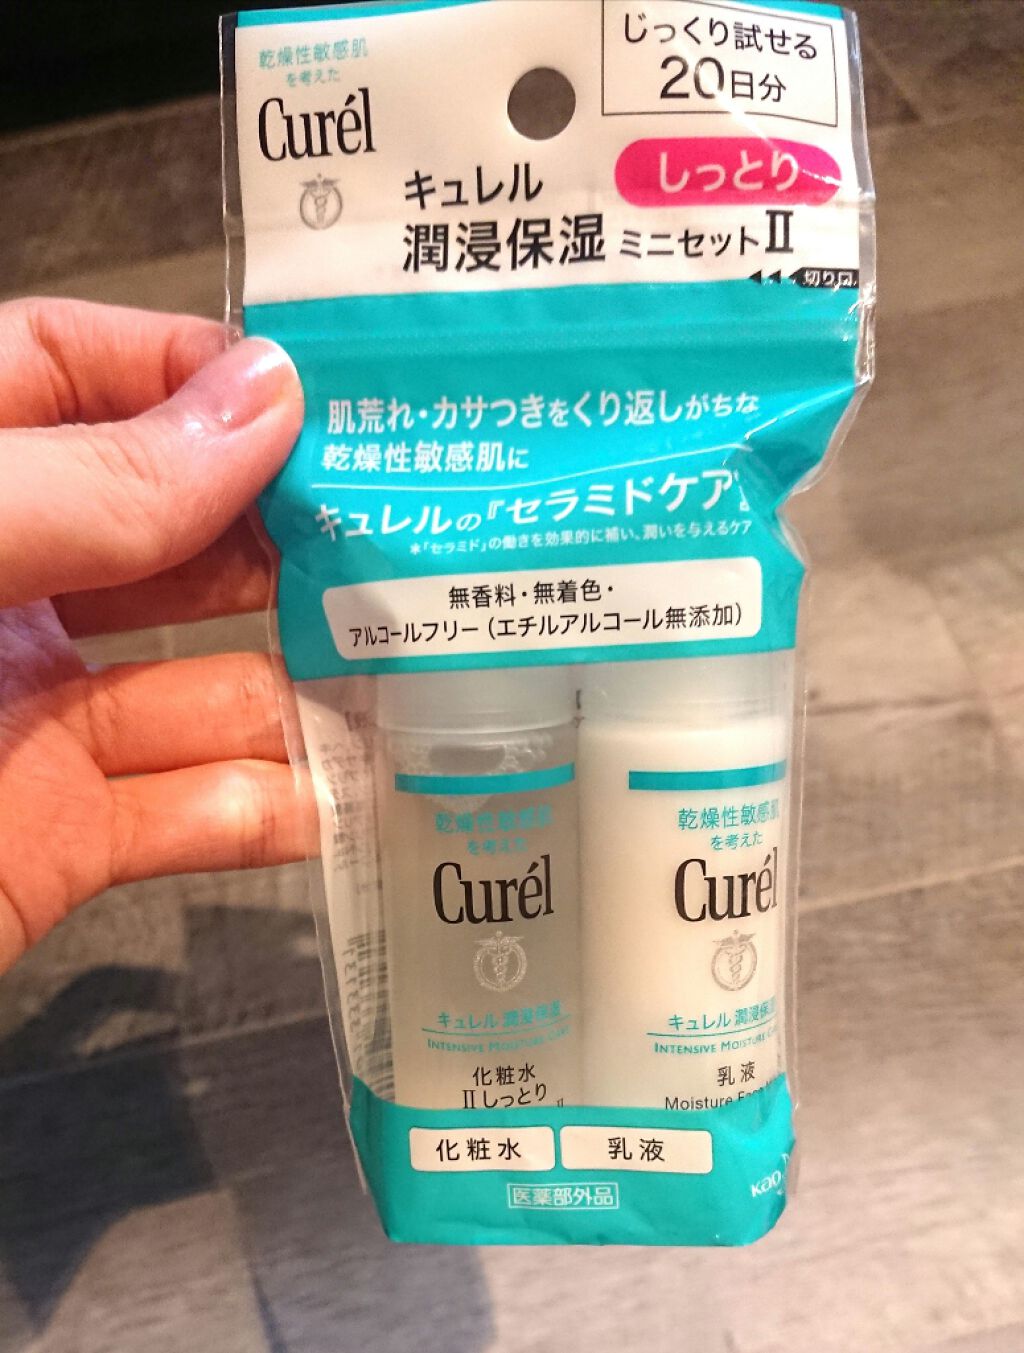 乾燥性敏感肌
を考えた
Curél
じっくり試せる
20日分
キュレル
しっとり
潤浸保湿 ミニセットⅡ
切り口
肌荒れ・カサつきをくり返しがちな
乾燥性敏感肌に
キュレルの『セラミドケア』
*「セラミド」の働きを効果的に補い、潤いを与えるケア
無香料・無着色・
アルコールフリー（エチルアルコール無添加）
乾燥性敏感肌
を考えた
Curél
キュレル 潤浸保湿
INTENSIVE MOISTURE CARE
化粧水
Ⅱ しっとり
乾燥性敏感肌
を考えた
Curél
キュレル 潤浸保湿
INTENSIVE MOISTURE
乳液
Moisture
化粧水
乳液
医薬部外品
Kao